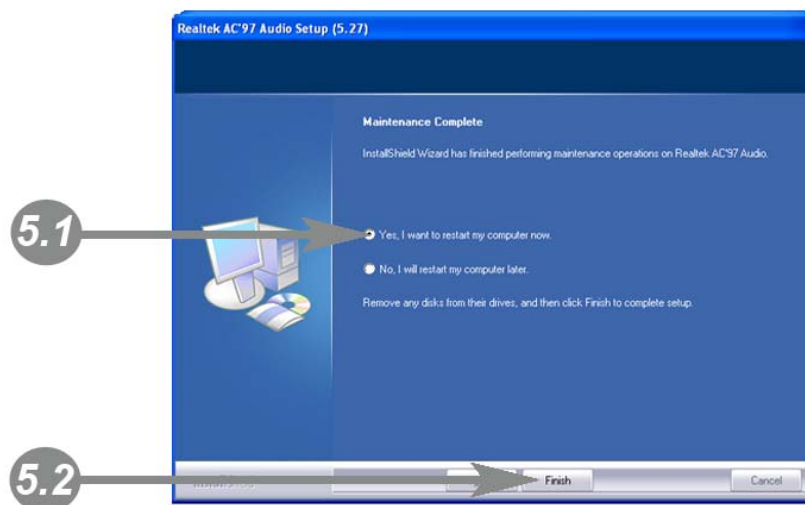 Realtek AC'97 Audio Setup (5.27)
Maintenance Complete
InstallShield Wizard has finished performing maintenance operations on Realtek AC'97 Audio.
5.1
Yes, I want to restart my computer now.
No, I will restart my computer later.
Remove any disks from their drives, and then click Finish to complete setup.
5.2
Finish
Cancel